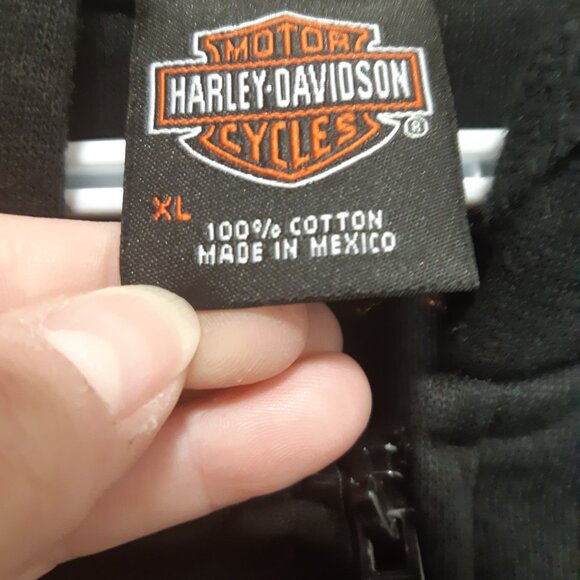 MOTOR
HARLEY-DAVIDSON
CYCLES
®
XL
100% COTTON
MADE IN MEXICO